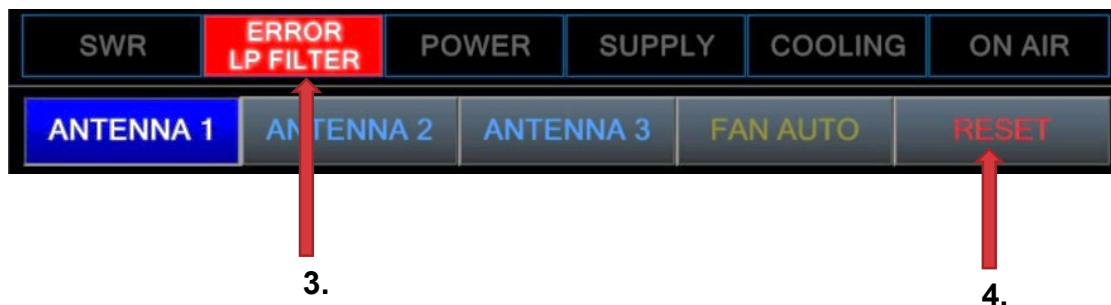 SWR ERROR LP FILTER POWER SUPPLY COOLING ON AIR
ANTENNA 1 ANTENNA 2 ANTENNA 3 FAN AUTO RESET
3. 4.